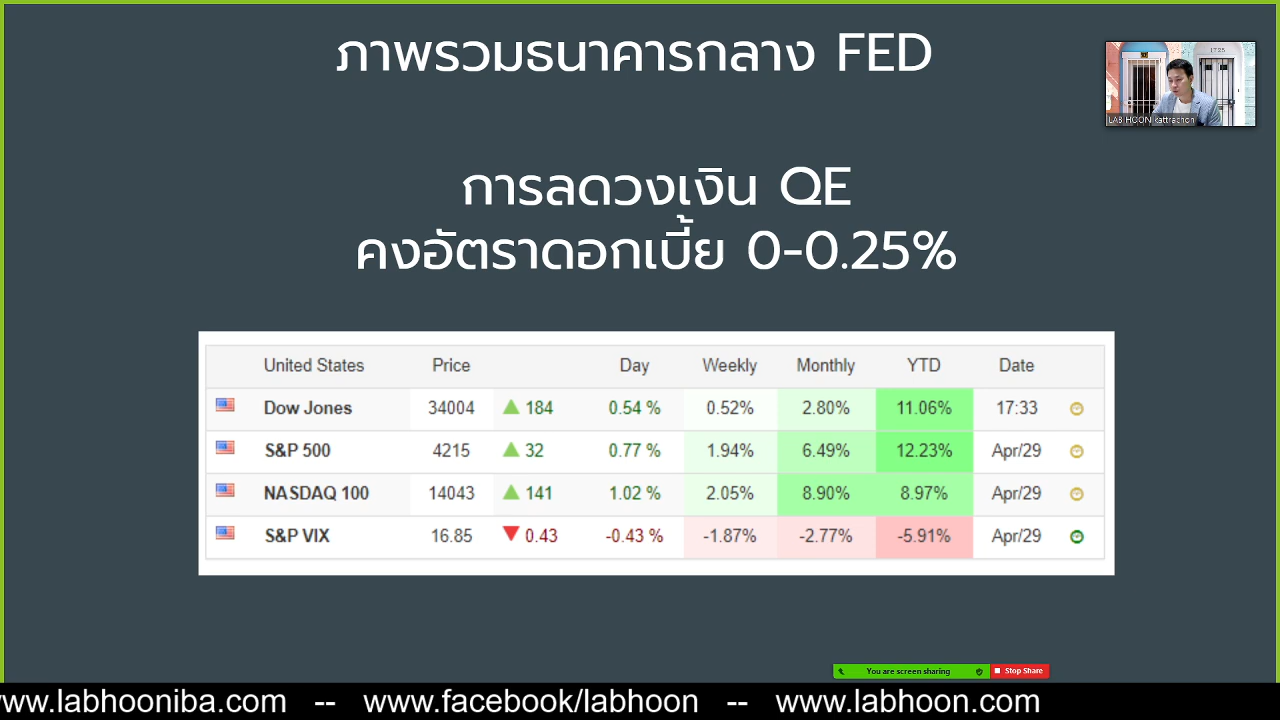 ภาพรวมธนาคารกลาง FED
1725
LAB HOON kattrachon
การลดวงเงิน QE
คงอัตราดอกเบี้ย 0-0.25%
United States Price Day Weekly Monthly YTD Date
Dow Jones 34004 184 0.54 % 0.52% 2.80% 11.06% 17:33
S&P 500 4215 32 0.77 % 1.94% 6.49% 12.23% Apr/29
NASDAQ 100 14043 141 1.02 % 2.05% 8.90% 8.97% Apr/29
S&P VIX 16.85 0.43 -0.43 % -1.87% -2.77% -5.91% Apr/29
You are screen sharing Stop Share
www.labhooniba.com -- www.facebook/labhoon -- www.labhoon.com